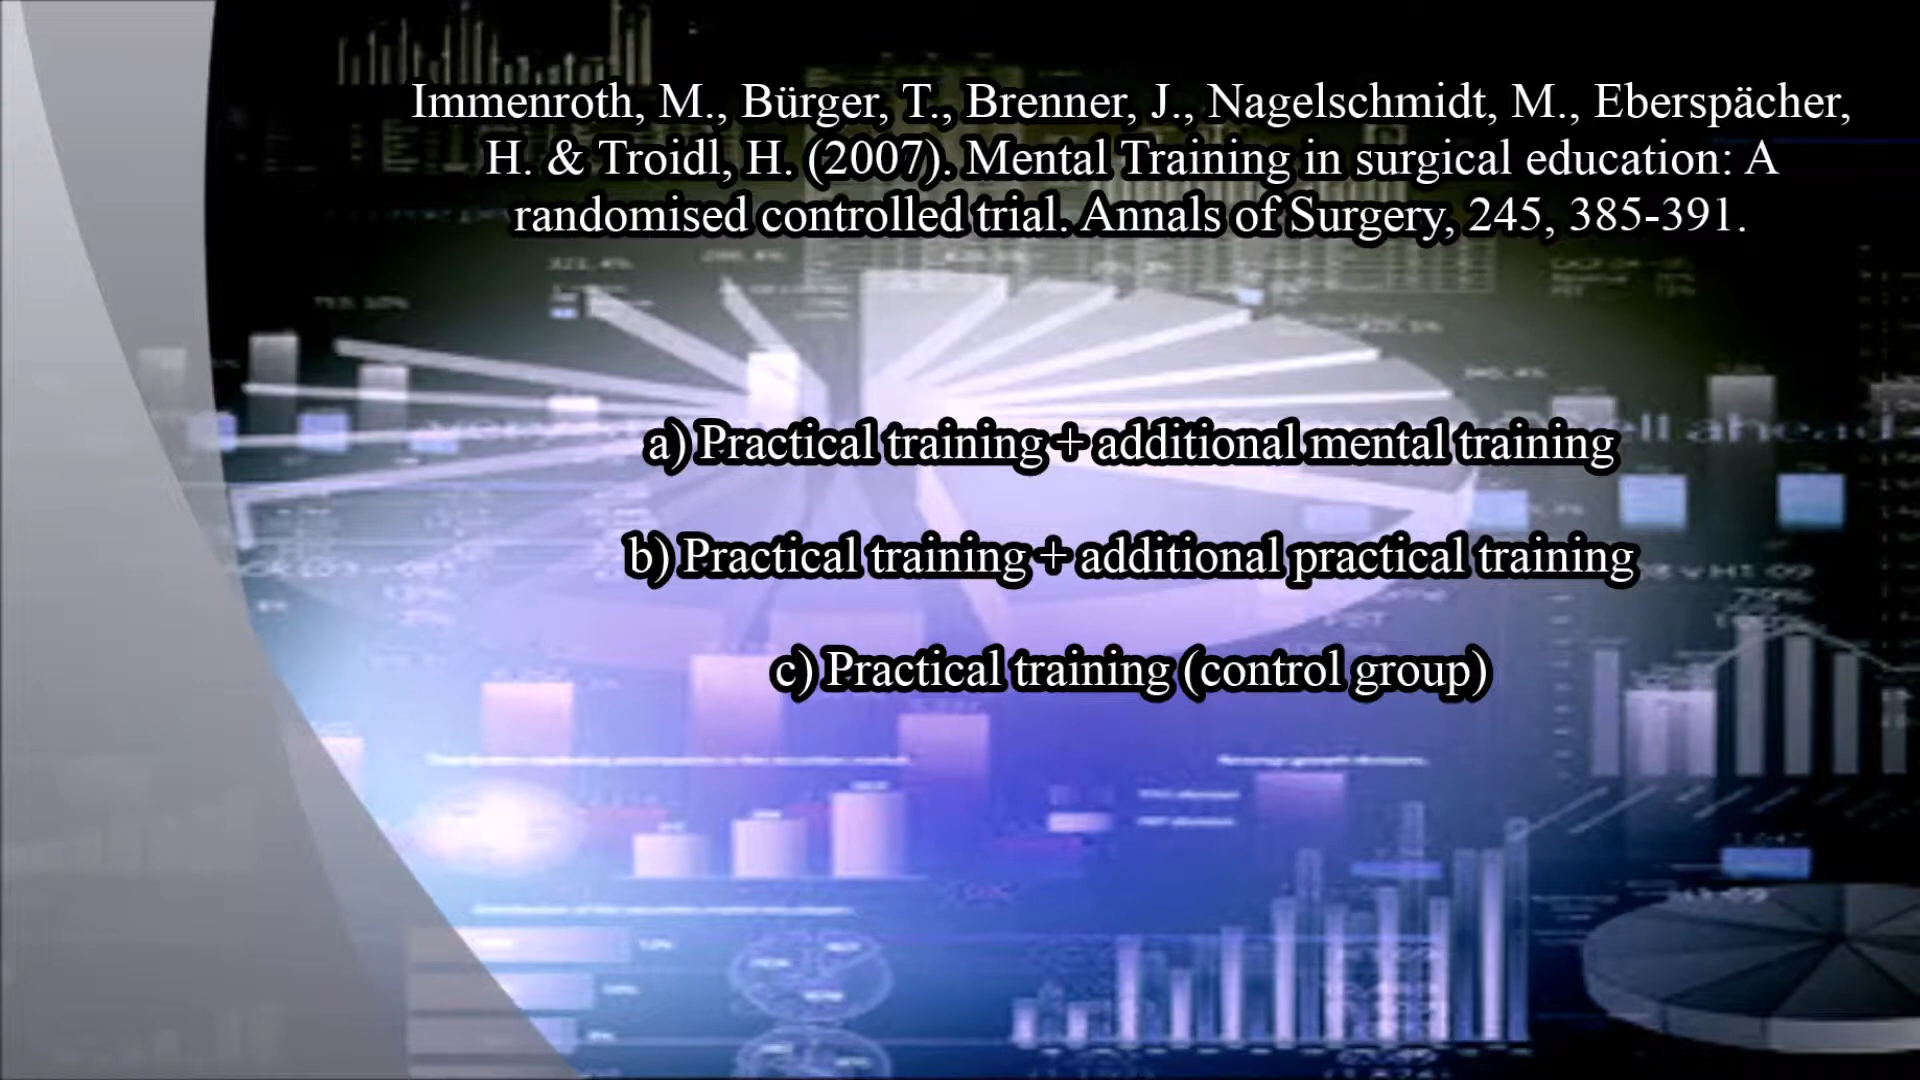 Immenroth, M., Bürger, T., Brenner, J., Nagelschmidt, M., Eberspächer,
H. & Troidl, H. (2007). Mental Training in surgical education: A
randomised controlled trial. Annals of Surgery, 245, 385-391.
a) Practical training + additional mental training
b) Practical training + additional practical training
c) Practical training (control group)